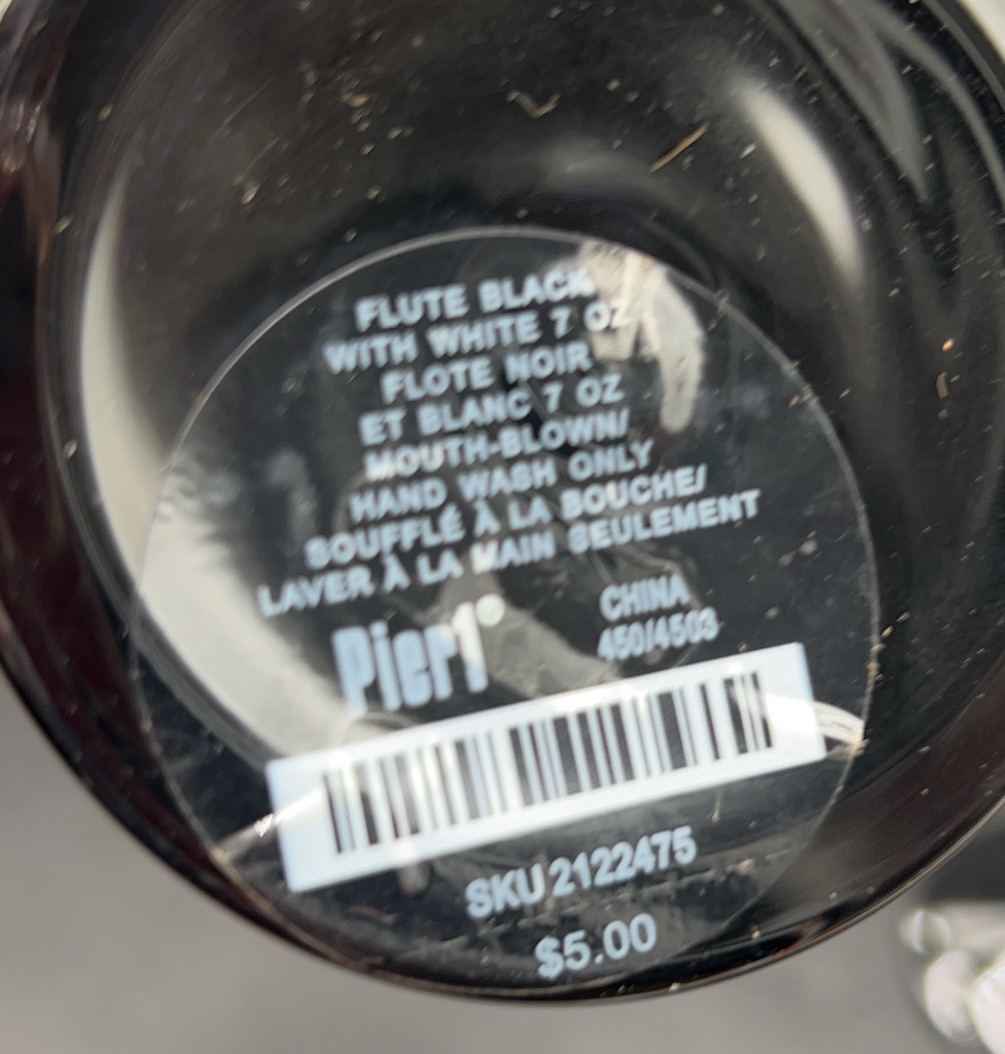 FLUTE BLACK
WITH WHITE 7 OZ
FLOTE NOIR
ET BLANC 7 OZ
MOUTH-BLOWN/
HAND WASH ONLY
SOUFFLÉ À LA BOUCHE/
LAVER À LA MAIN SEULEMENT
Pier1®
CHINA
450/4503
SKU 2122475
$5.00